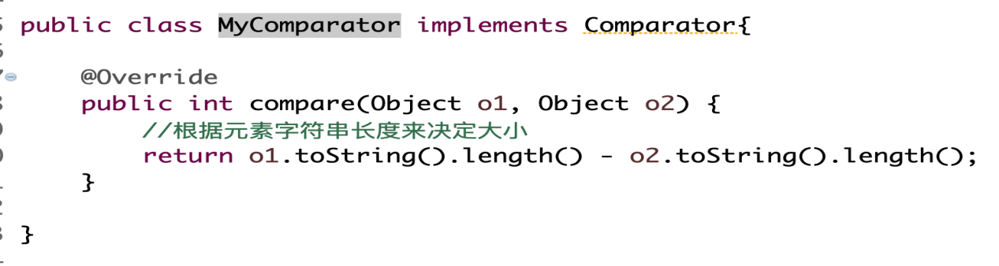 public class MyComparator implements Comparator{
@Override
public int compare(Object o1, Object o2) {
//根据元素字符串长度来决定大小
return o1.toString().length() - o2.toString().length();
}
}